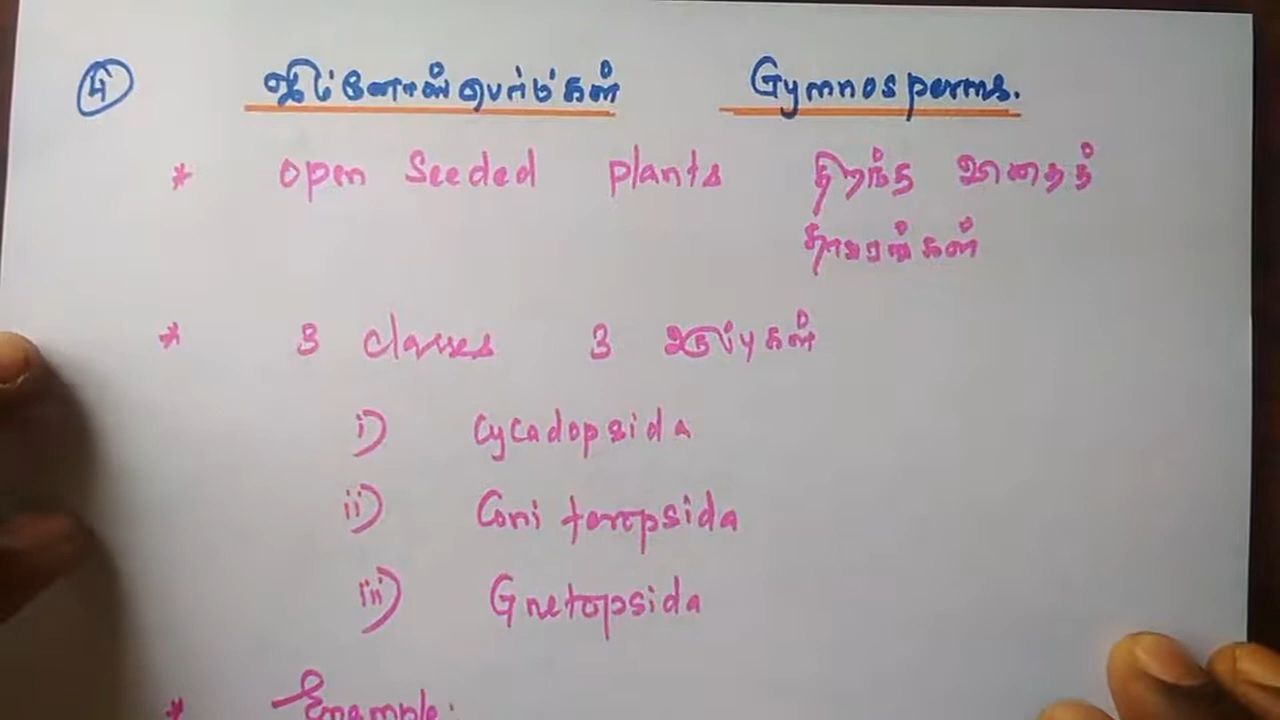 4 ஜிம்னோஸ்பெர்ம்கள் Gymnosperms.
* Open Seeded plants திறந்த விதைத்
தாவரங்கள்
* 3 classes 3 வகுப்புகள்
i) Cycadopsida
ii) Coniferopsida
iii) Gnetopsida
* Example: